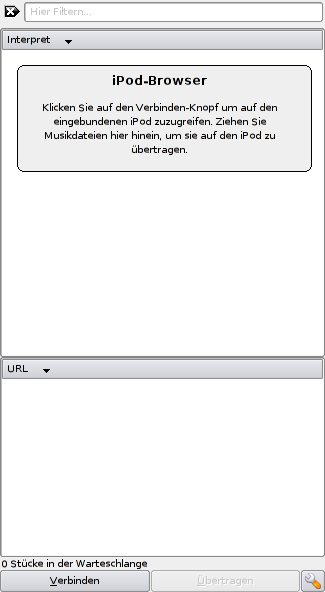 Hier Filtern...
Interpret
iPod-Browser
Klicken Sie auf den Verbinden-Knopf um auf den
eingebundenen iPod zuzugreifen. Ziehen Sie
Musikdateien hier hinein, um sie auf den iPod zu
übertragen.
URL
0 Stücke in der Warteschlange
Verbinden
Übertragen